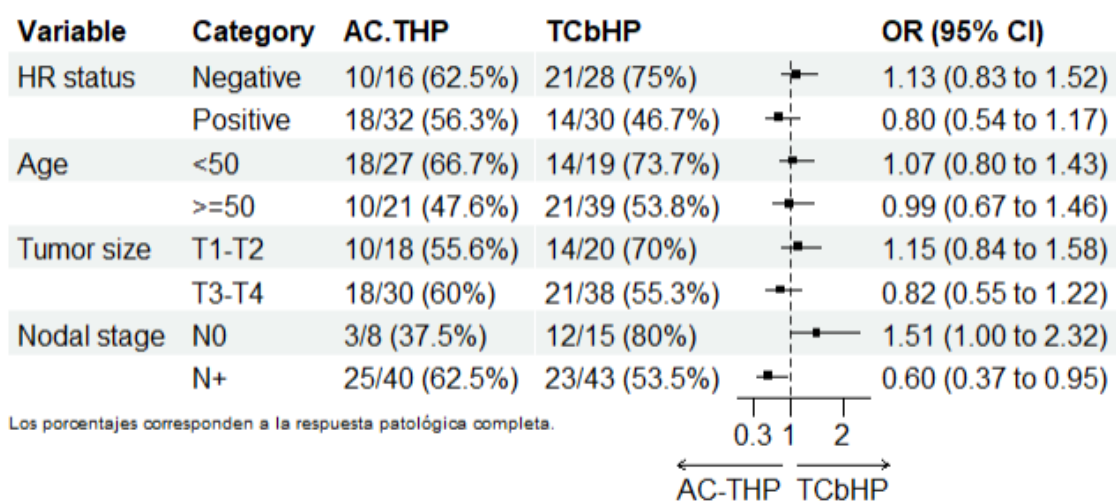 Variable Category AC.THP TCbHP OR (95% CI)
HR status Negative 10/16 (62.5%) 21/28 (75%) 1.13 (0.83 to 1.52)
Positive 18/32 (56.3%) 14/30 (46.7%) 0.80 (0.54 to 1.17)
Age <50 18/27 (66.7%) 14/19 (73.7%) 1.07 (0.80 to 1.43)
>=50 10/21 (47.6%) 21/39 (53.8%) 0.99 (0.67 to 1.46)
Tumor size T1-T2 10/18 (55.6%) 14/20 (70%) 1.15 (0.84 to 1.58)
T3-T4 18/30 (60%) 21/38 (55.3%) 0.82 (0.55 to 1.22)
Nodal stage N0 3/8 (37.5%) 12/15 (80%) 1.51 (1.00 to 2.32)
N+ 25/40 (62.5%) 23/43 (53.5%) 0.60 (0.37 to 0.95)
Los porcentajes corresponden a la respuesta patológica completa.
0.3 1 2
AC-THP TCbHP